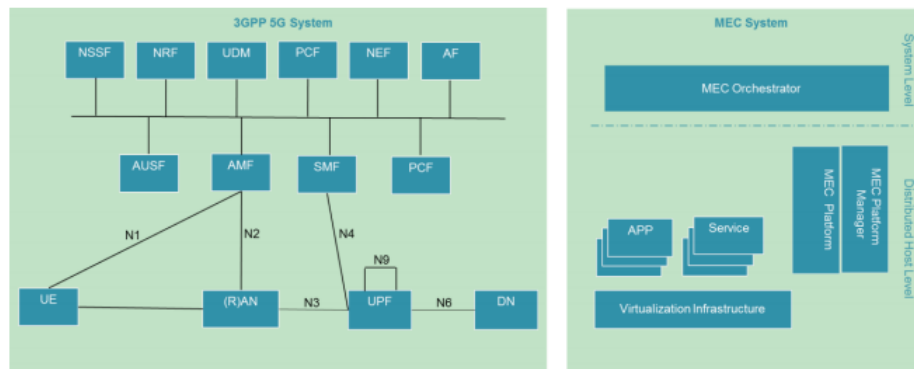 3GPP 5G System
NSSF
NRF
UDM
PCF
NEF
AF
AUSF
AMF
SMF
PCF
N1
N2
N4
N9
UE
(R)AN
N3
UPF
N6
DN
MEC System
System Level
MEC Orchestrator
Distributed Host Level
MEC Platform
MEC Platform
Manager
APP
Service
Virtualization Infrastructure